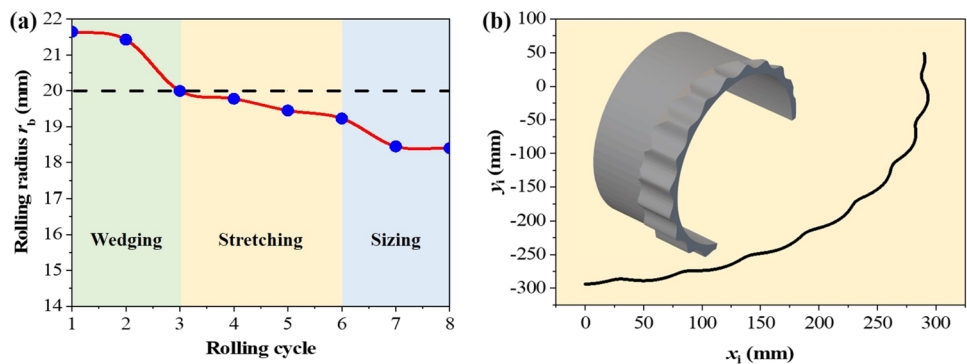 (a)
22
21
20
19
18
17
16
15
14
Rolling radius r_b (mm)
Wedging
Stretching
Sizing
1 2 3 4 5 6 7 8
Rolling cycle
(b)
100
50
0
-50
-100
-150
-200
-250
-300
y_i (mm)
0 50 100 150 200 250 300
x_i (mm)